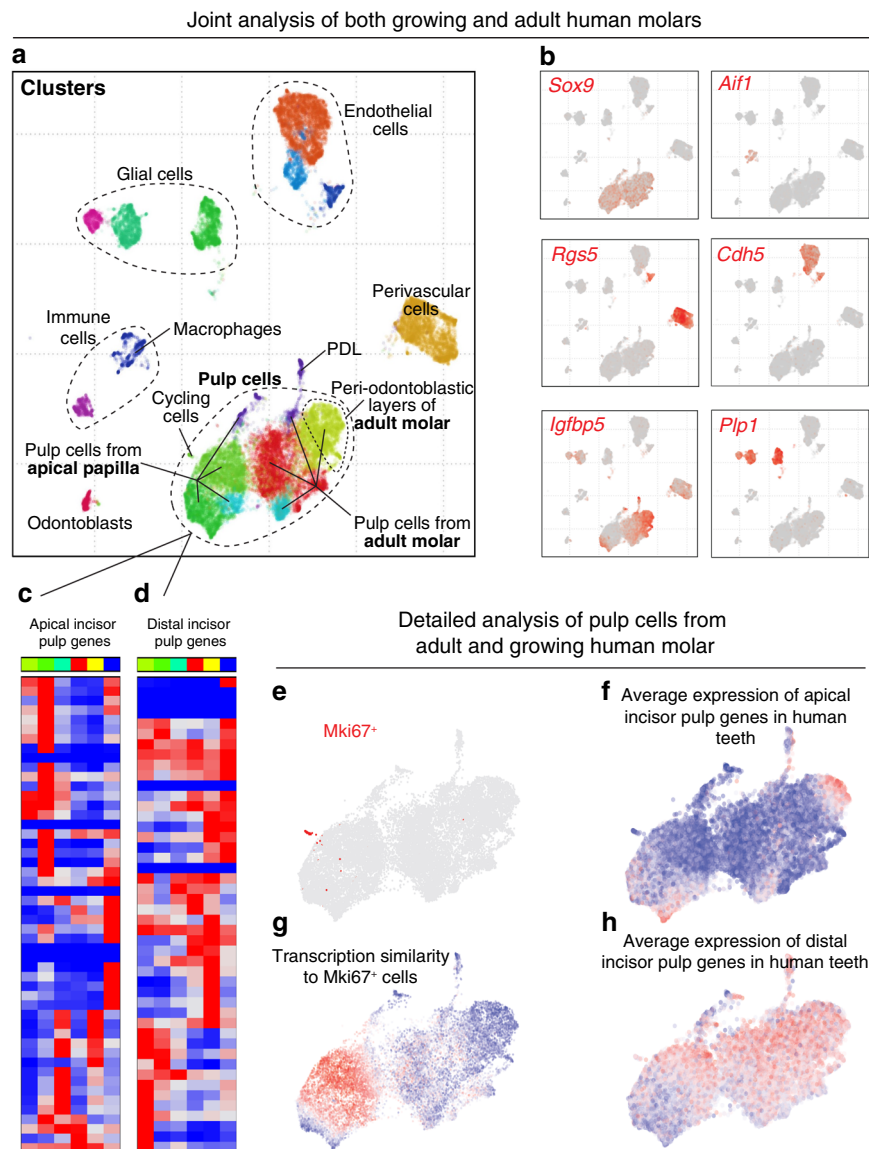 Joint analysis of both growing and adult human molars
a
Clusters
Endothelial
cells
Glial cells
Perivascular
cells
Immune
cells
Macrophages
PDL
Pulp cells
Cycling
cells
Peri-odontoblastic
layers of
adult molar
Pulp cells from
apical papilla
Odontoblasts
Pulp cells from
adult molar
b
Sox9
Aif1
Rgs5
Cdh5
Igfbp5
Plp1
c
Apical incisor
pulp genes
d
Distal incisor
pulp genes
Detailed analysis of pulp cells from
adult and growing human molar
e
Mki67+
f
Average expression of apical
incisor pulp genes in human
teeth
g
Transcription similarity
to Mki67+ cells
h
Average expression of distal
incisor pulp genes in human teeth